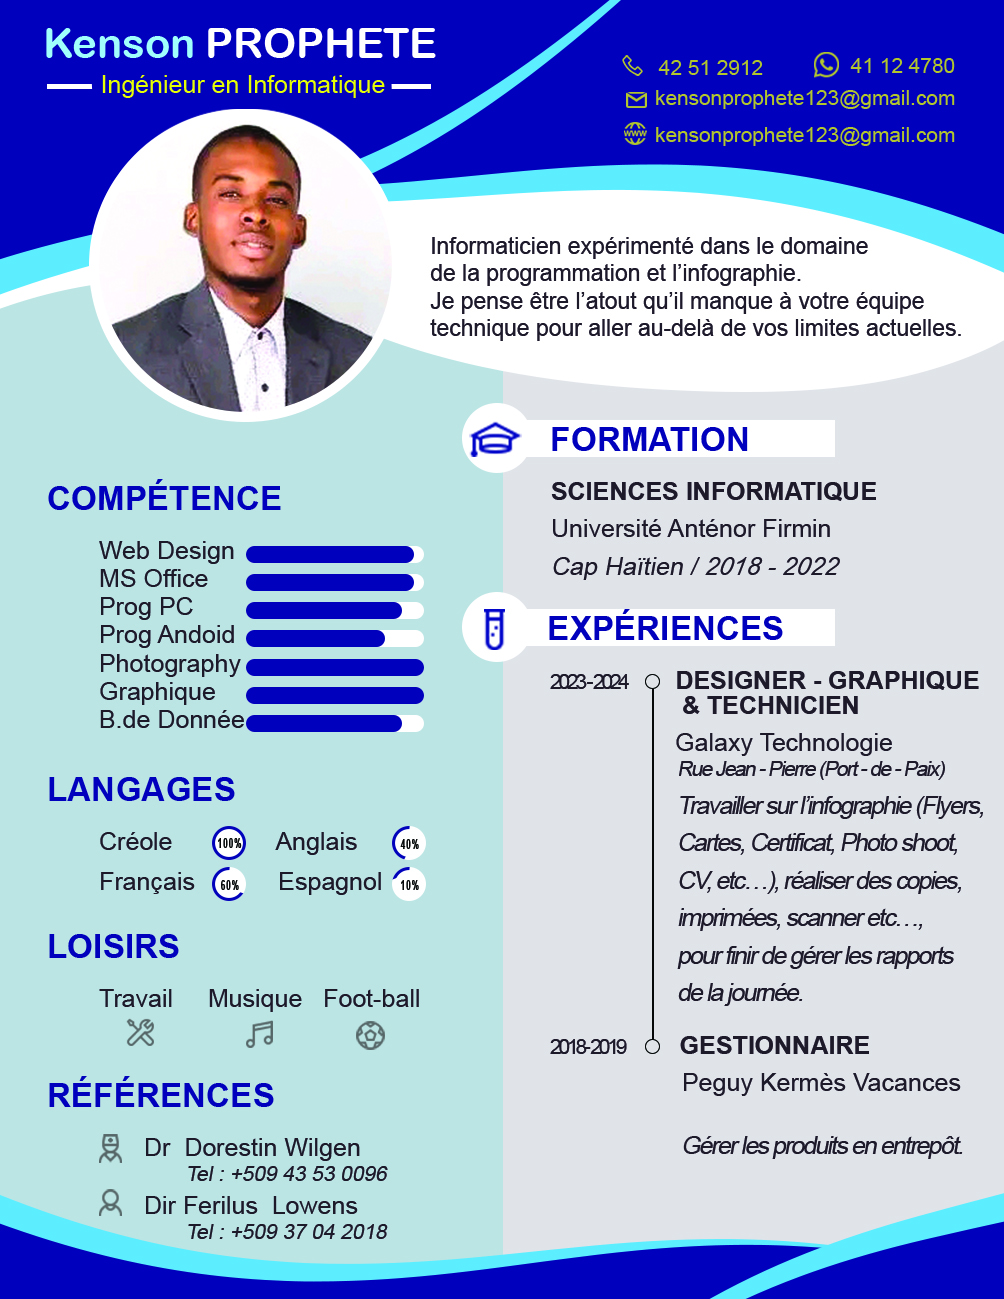 Kenson PROPHETE
Ingénieur en Informatique
42 51 2912
41 12 4780
kensonprophete123@gmail.com
www
kensonprophete123@gmail.com
Informaticien expérimenté dans le domaine
de la programmation et l’infographie.
Je pense être l’atout qu’il manque à votre équipe
technique pour aller au-delà de vos limites actuelles.
COMPÉTENCE
Web Design
MS Office
Prog PC
Prog Andoid
Photography
Graphique
B.de Donnée
LANGAGES
Créole 100% Anglais 40%
Français 60% Espagnol 10%
LOISIRS
Travail Musique Foot-ball
RÉFÉRENCES
Dr Dorestin Wilgen
Tel : +509 43 53 0096
Dir Ferilus Lowens
Tel : +509 37 04 2018
FORMATION
SCIENCES INFORMATIQUE
Université Anténor Firmin
Cap Haïtien / 2018 - 2022
EXPÉRIENCES
2023-2024 DESIGNER - GRAPHIQUE
& TECHNICIEN
Galaxy Technologie
Rue Jean - Pierre (Port - de - Paix)
Travailler sur l’infographie (Flyers,
Cartes, Certificat, Photo shoot,
CV, etc…), réaliser des copies,
imprimées, scanner etc…,
pour finir de gérer les rapports
de la journée.
2018-2019 GESTIONNAIRE
Peguy Kermès Vacances
Gérer les produits en entrepôt.